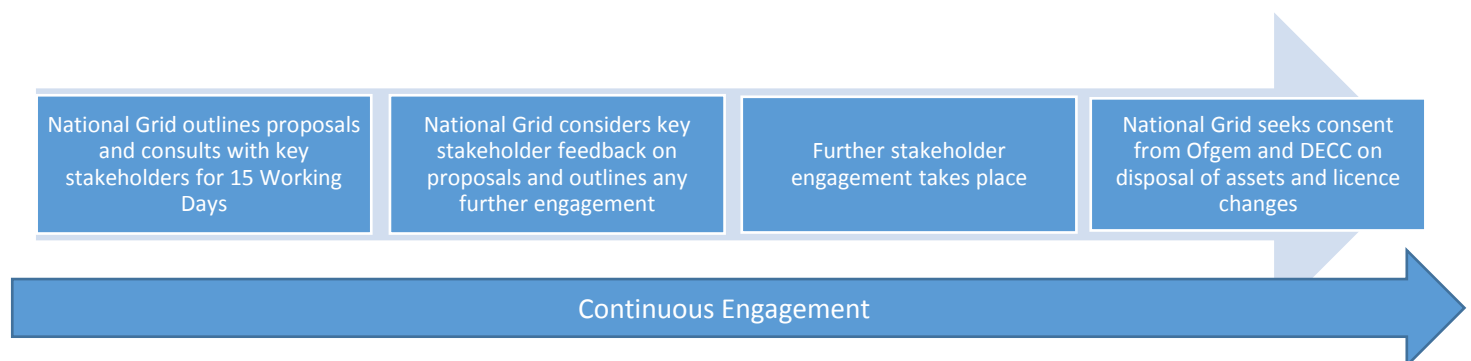 National Grid outlines proposals
and consults with key
stakeholders for 15 Working
Days
National Grid considers key
stakeholder feedback on
proposals and outlines any
further engagement
Further stakeholder
engagement takes place
National Grid seeks consent
from Ofgem and DECC on
disposal of assets and licence
changes
Continuous Engagement